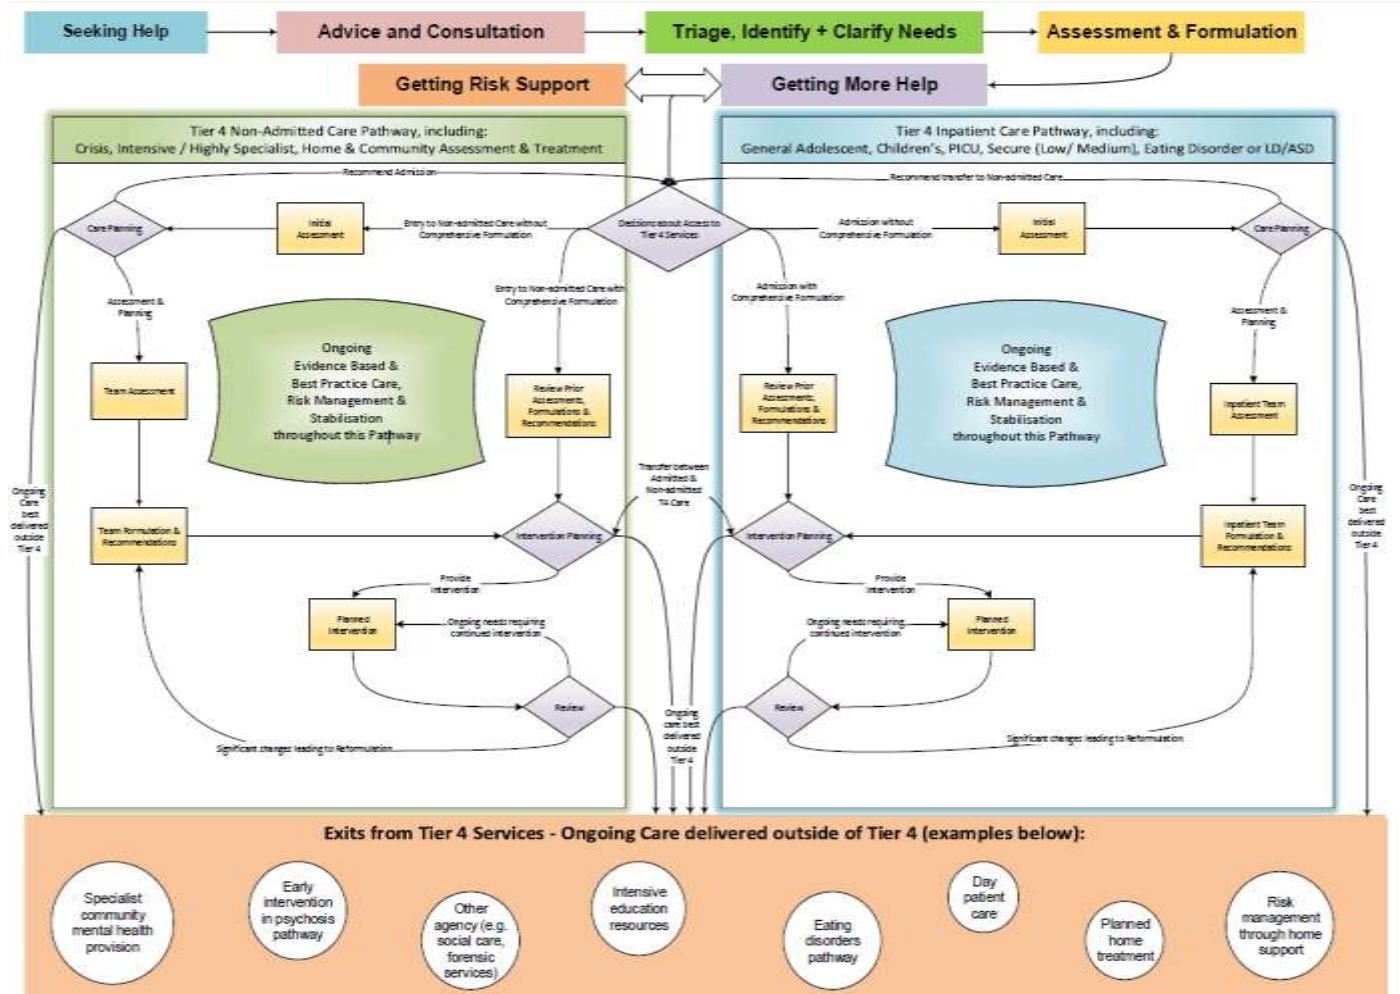 Seeking Help
Advice and Consultation
Triage, Identify + Clarify Needs
Assessment & Formulation
Getting Risk Support
Getting More Help
Tier 4 Non-Admitted Care Pathway, including:
Crisis, Intensive / Highly Specialist, Home & Community Assessment & Treatment
Tier 4 Inpatient Care Pathway, including:
General Adolescent, Children's, PICU, Secure (Low/ Medium), Eating Disorder or LD/ASD
Recommend Admission
Recommend transfer to Non-admitted Care
Care Planning
Initial
Assessment
Entry to Non-admitted Care without
Comprehensive Formulation
Decisions about Access to
Tier 4 Services
Admission without
Comprehensive Formulation
Initial
Assessment
Care Planning
Assessment &
Planning
Entry to Non-admitted Care with
Comprehensive Formulation
Admission with
Comprehensive Formulation
Assessment &
Planning
Ongoing
Evidence Based &
Best Practice Care,
Risk Management &
Stabilisation
throughout this Pathway
Ongoing
Evidence Based &
Best Practice Care,
Risk Management &
Stabilisation
throughout this Pathway
Team Assessment
Review Prior
Assessments,
Formulations &
Recommendations
Review Prior
Assessments,
Formulations &
Recommendations
Inpatient Team
Assessment
Transfer between
Admitted &
Non-admitted
T4 Care
Ongoing
Care
best
delivered
outside
Tier 4
Team Formulation &
Recommendations
Intervention Planning
Intervention Planning
Inpatient Team
Formulation &
Recommendations
Ongoing
Care
best
delivered
outside
Tier 4
Provide
Intervention
Provide
Intervention
Planned
Intervention
Ongoing needs requiring
continued intervention
Ongoing needs requiring
continued intervention
Planned
Intervention
Review
Ongoing
care best
delivered
outside
Tier 4
Review
Significant changes leading to Reformulation
Significant changes leading to Reformulation
Exits from Tier 4 Services - Ongoing Care delivered outside of Tier 4 (examples below):
Specialist
community
mental health
provision
Early
intervention
in psychosis
pathway
Other
agency (e.g.
social care,
forensic
services)
Intensive
education
resources
Eating
disorders
pathway
Day
patient
care
Planned
home
treatment
Risk
management
through home
support